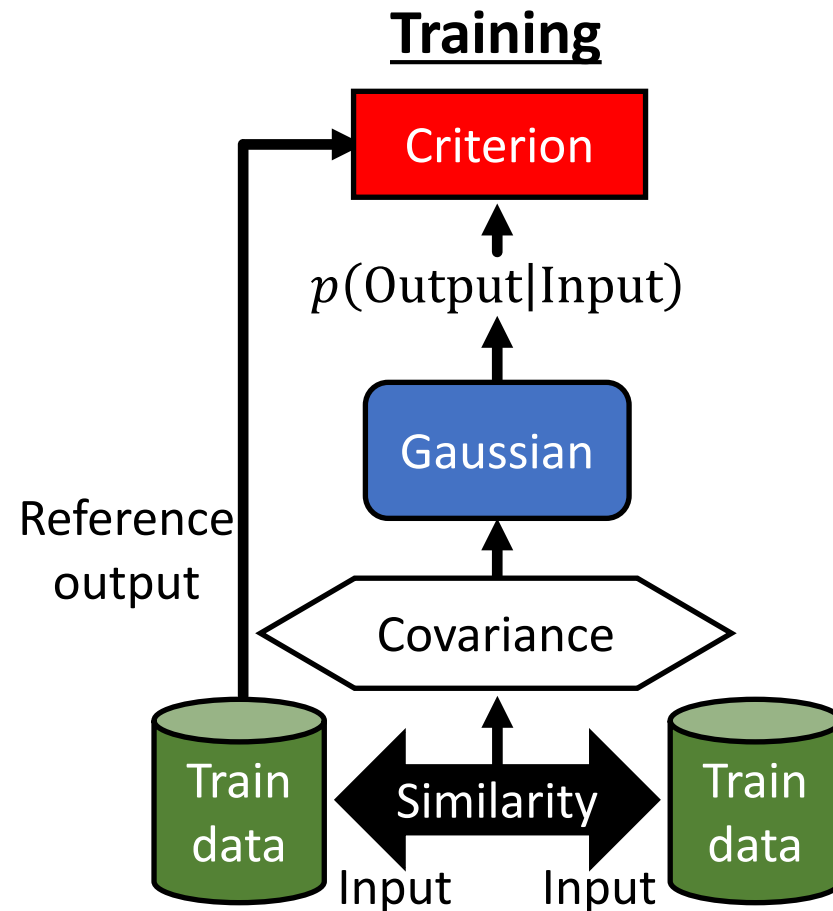 Training
Criterion
p(Output|Input)
Gaussian
Reference
output
Covariance
Train
data
Similarity
Train
data
Input
Input